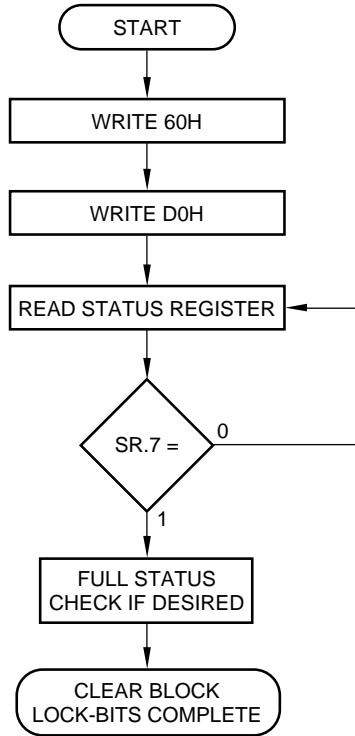 START
WRITE 60H
WRITE D0H
READ STATUS REGISTER
SR.7 =
0
1
FULL STATUS
CHECK IF DESIRED
CLEAR BLOCK
LOCK-BITS COMPLETE